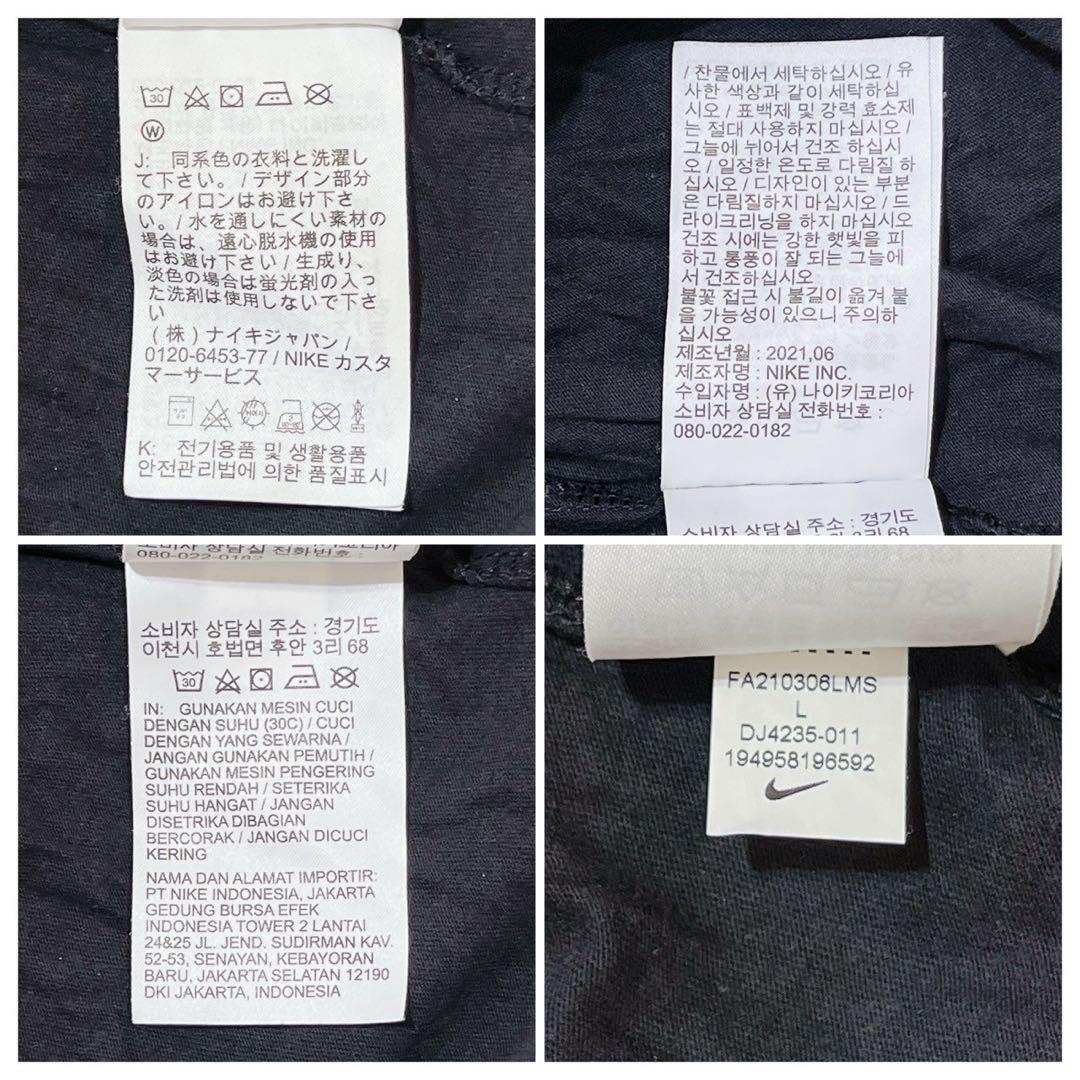 30
W
J: 同系色の衣料と洗濯し
て下さい。/ デザイン部分
のアイロンはお避け下さ
い。/ 水を通しにくい素材の
場合は、遠心脱水機の使用
はお避け下さい / 生成り、
淡色の場合は蛍光剤の入っ
た洗剤は使用しないで下さ
い
(株) ナイキジャパン /
0120-6453-77 / NIKE カスタ
マーサービス
K: 전기용품 및 생활용품
안전관리법에 의한 품질표시
/ 찬물에서 세탁하십시오 / 유
사한 색상과 같이 세탁하십
시오 / 표백제 및 강력 효소제
는 절대 사용하지 마십시오 /
그늘에 뉘어서 건조 하십시
오 / 일정한 온도로 다림질 하
십시오 / 디자인이 있는 부분
은 다림질하지 마십시오 / 드
라이크리닝을 하지 마십시오
건조 시에는 강한 햇빛을 피
하고 통풍이 잘 되는 그늘에
서 건조하십시오
불꽃 접근 시 불길이 옮겨 붙
을 가능성이 있으니 주의하
십시오
제조년월 : 2021,06
제조자명 : NIKE INC.
수입자명 : (유) 나이키코리아
소비자 상담실 전화번호 :
080-022-0182
소비자 상담실 주소 : 경기도
080-022-0182
소비자 상담실 주소 : 경기도
이천시 호법면 후안 3리 68
30
IN: GUNAKAN MESIN CUCI
DENGAN SUHU (30C) / CUCI
DENGAN YANG SEWARNA /
JANGAN GUNAKAN PEMUTIH /
GUNAKAN MESIN PENGERING
SUHU RENDAH / SETERIKA
SUHU HANGAT / JANGAN
DISETRIKA DIBAGIAN
BERCORAK / JANGAN DICUCI
KERING
NAMA DAN ALAMAT IMPORTIR:
PT NIKE INDONESIA, JAKARTA
GEDUNG BURSA EFEK
INDONESIA TOWER 2 LANTAI
24&25 JL. JEND. SUDIRMAN KAV.
52-53, SENAYAN, KEBAYORAN
BARU, JAKARTA SELATAN 12190
DKI JAKARTA, INDONESIA
FA210306LMS
L
DJ4235-011
194958196592